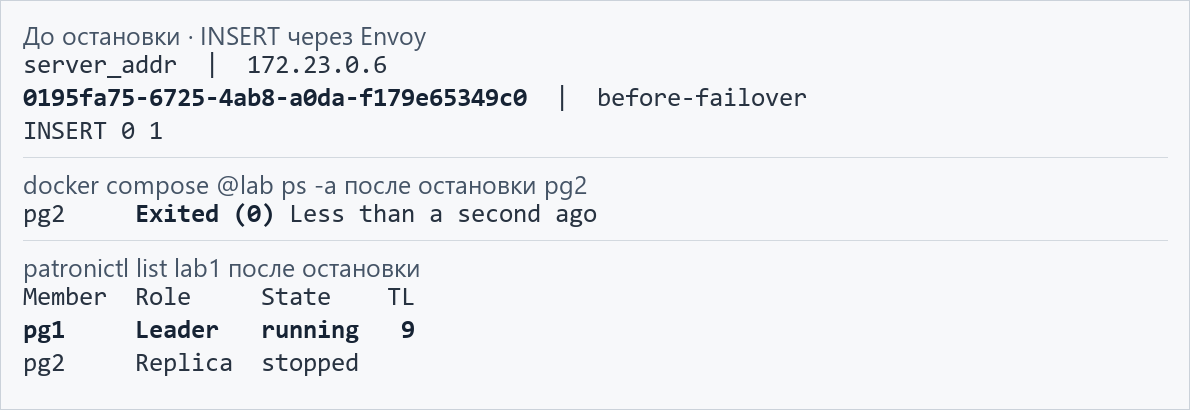 До остановки · INSERT через Envoy
server_addr | 172.23.0.6
0195fa75-6725-4ab8-a0da-f179e65349c0 | before-failover
INSERT 0 1
docker compose @lab ps -a после остановки pg2
pg2 Exited (0) Less than a second ago
patronictl list lab1 после остановки
Member Role State TL
pg1 Leader running 9
pg2 Replica stopped